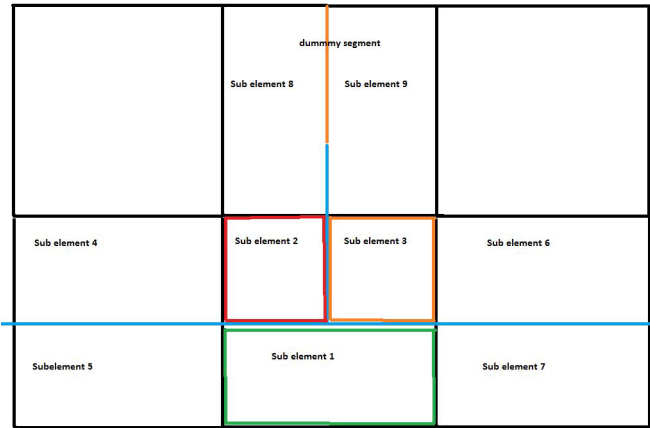 dummmy segment
Sub element 8
Sub element 9
Sub element 4
Sub element 2
Sub element 3
Sub element 6
Sub element 1
Subelement 5
Sub element 7